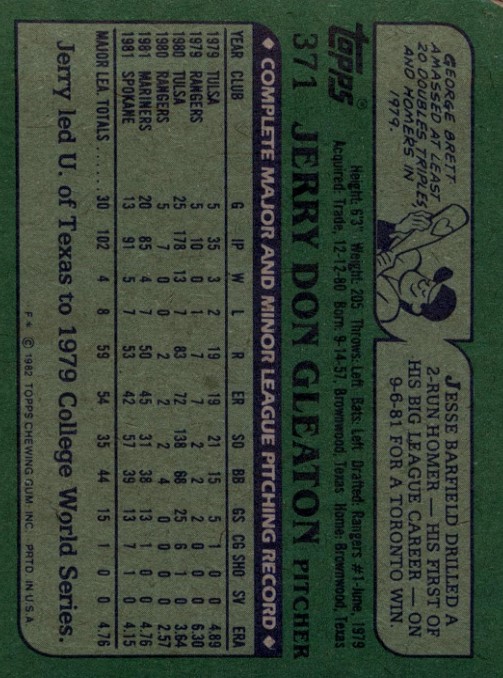 GEORGE BRETT
AMASSED AT LEAST
20 DOUBLES, TRIPLES,
AND HOMERS IN
1979.
JESSE BARFIELD DRILLED A
2-RUN HOMER — HIS FIRST OF
HIS BIG LEAGUE CAREER — ON
9-6-81 FOR A TORONTO WIN.
topps®
Height: 6'3" Weight: 205 Throws: Left Bats: Left Drafted: Rangers #1-June, 1979
Acquired: Trade, 12-12-80 Born: 9-14-57, Brownwood, Texas Home: Brownwood, Texas
371 JERRY DON GLEATON PITCHER
◆ COMPLETE MAJOR AND MINOR LEAGUE PITCHING RECORD ◆
YEAR CLUB G IP W L R ER SO BB GS CG SHO SV ERA
1979 TULSA 5 35 3 2 19 19 21 15 5 1 0 0 4.89
1979 RANGERS 5 10 0 1 7 7 2 2 2 0 0 0 6.30
1980 TULSA 25 178 13 7 83 72 138 68 25 6 1 0 3.64
1980 RANGERS 5 7 0 0 2 2 2 4 0 0 0 0 2.57
1981 MARINERS 20 85 4 7 50 45 31 38 13 1 0 0 4.76
1981 SPOKANE 13 91 5 7 53 42 57 39 13 7 1 0 4.15
MAJOR LEA. TOTALS ...... 30 102 4 8 59 54 35 44 15 1 0 0 4.76
Jerry led U. of Texas to 1979 College World Series.
F* © 1982 TOPPS CHEWING GUM, INC. PRTD. IN U.S.A.